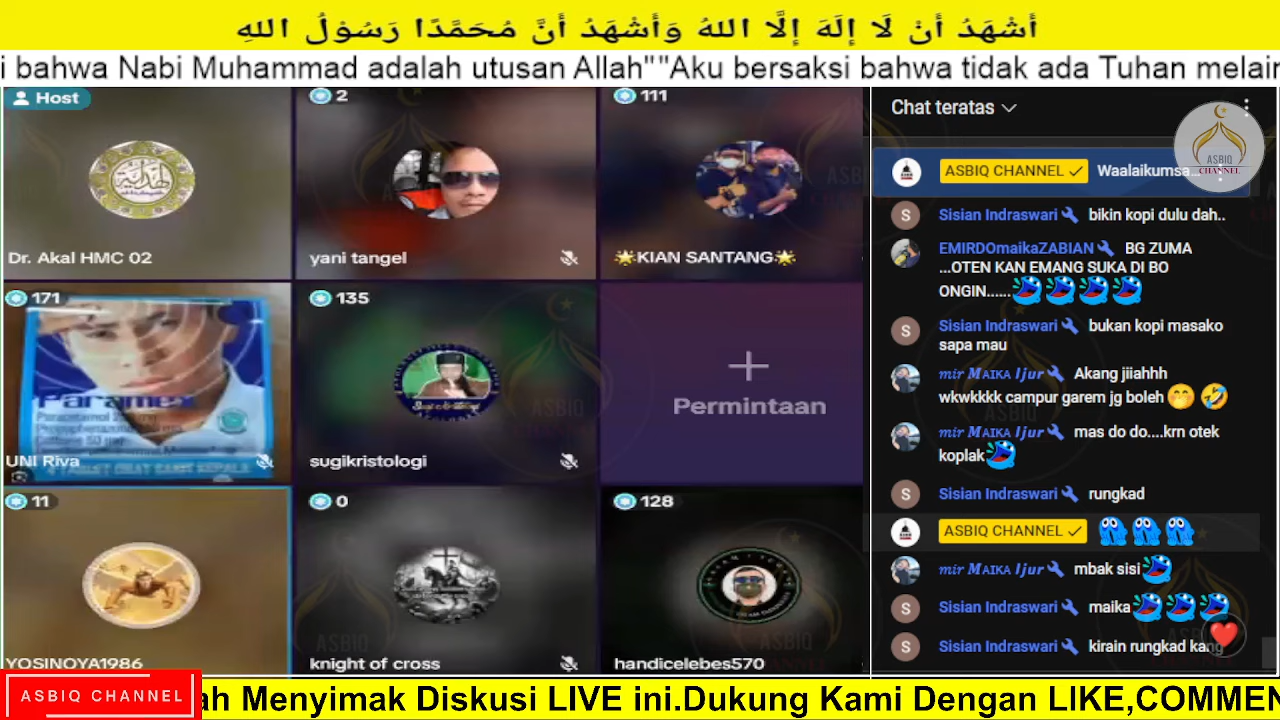 أَشْهَدُ أَنْ لَا إِلَهَ إِلَّا اللهُ وَأَشْهَدُ أَنَّ مُحَمَّدًا رَسُوْلُ اللهِ
i bahwa Nabi Muhammad adalah utusan Allah""Aku bersaksi bahwa tidak ada Tuhan melain
Host
Dr. Akal HMC 02
2
yani tangel
111
🌟KIAN SANTANG🌟
171
Paramex
Paracetamol
UNI Riva
135
sugikristologi
Permintaan
11
YOSINOYA1986
0
knight of cross
128
handicelebes570
Chat teratas
ASBIQ
CHANNEL
ASBIQ CHANNEL Waalaikumsa...
S Sisian Indraswari bikin kopi dulu dah..
EMIRDOmaikaZABIAN BG ZUMA
...OTEN KAN EMANG SUKA DI BO
ONGIN......
S Sisian Indraswari bukan kopi masako
sapa mau
mir MAIKA Ijur Akang jiiahhh
wkwkkkk campur garem jg boleh🤭🤣
mir MAIKA Ijur mas do do....krn otek
koplak
S Sisian Indraswari rungkad
ASBIQ CHANNEL
mir MAIKA Ijur mbak sisi
S Sisian Indraswari maika
S Sisian Indraswari kirain rungkad kang
ASBIQ CHANNEL
ah Menyimak Diskusi LIVE ini.Dukung Kami Dengan LIKE,COMMEN